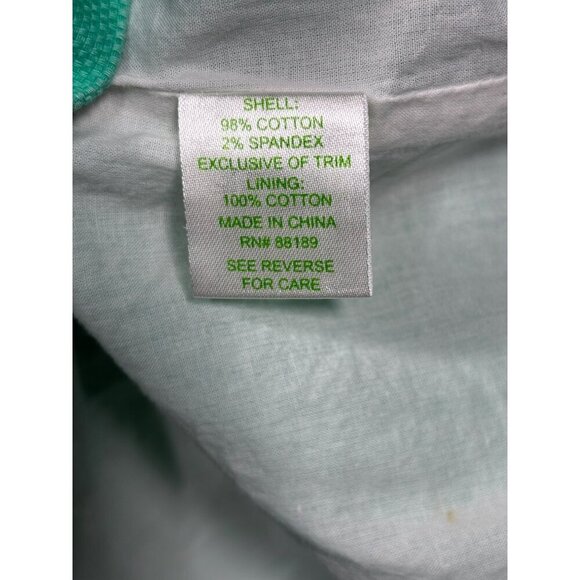 SHELL:
98% COTTON
2% SPANDEX
EXCLUSIVE OF TRIM
LINING:
100% COTTON
MADE IN CHINA
RN# 88189
SEE REVERSE
FOR CARE